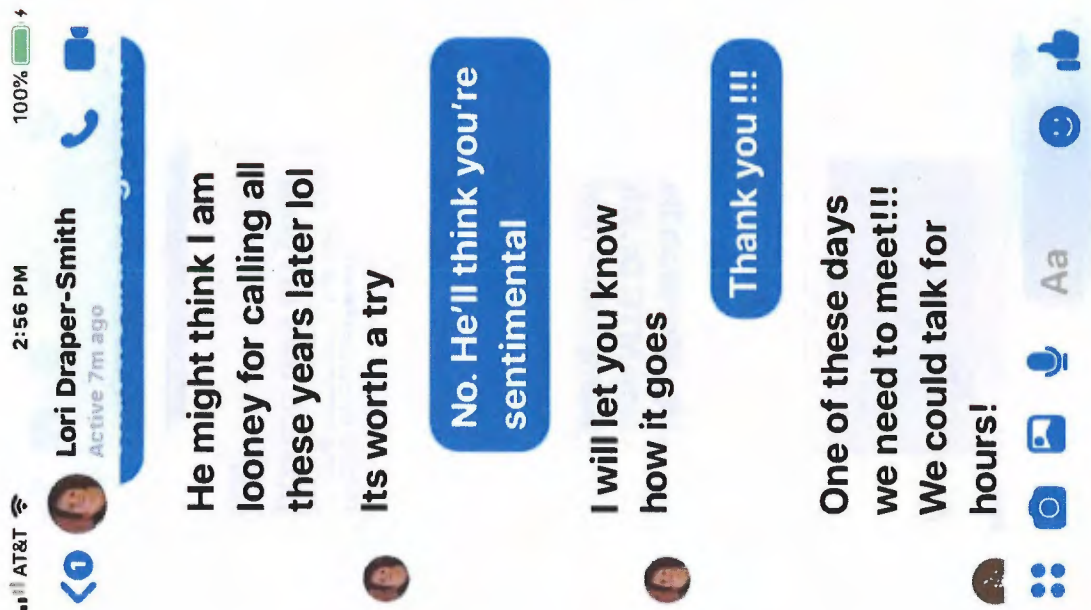 AT&T 2:56 PM 100%
1 Lori Draper-Smith
Active 7m ago
He might think I am
looney for calling all
these years later lol
Its worth a try
No. He'll think you're
sentimental
I will let you know
how it goes
Thank you !!!
One of these days
we need to meet!!!
We could talk for
hours!
Aa